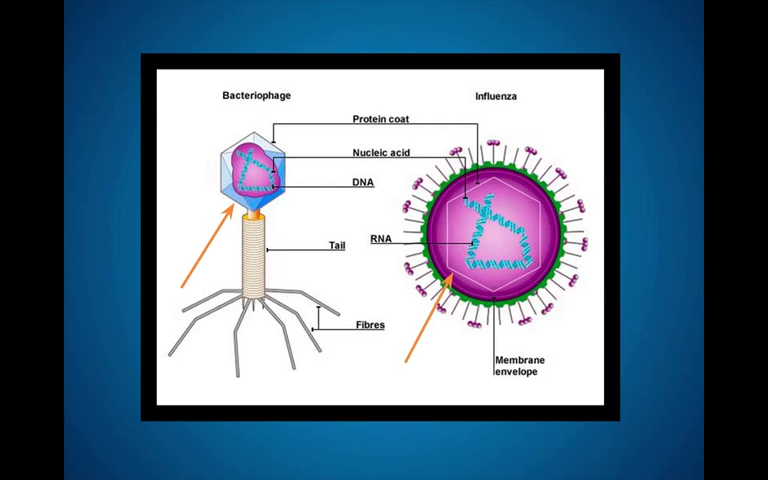 Bacteriophage
Influenza
Protein coat
Nucleic acid
DNA
RNA
Tail
Fibres
Membrane
envelope